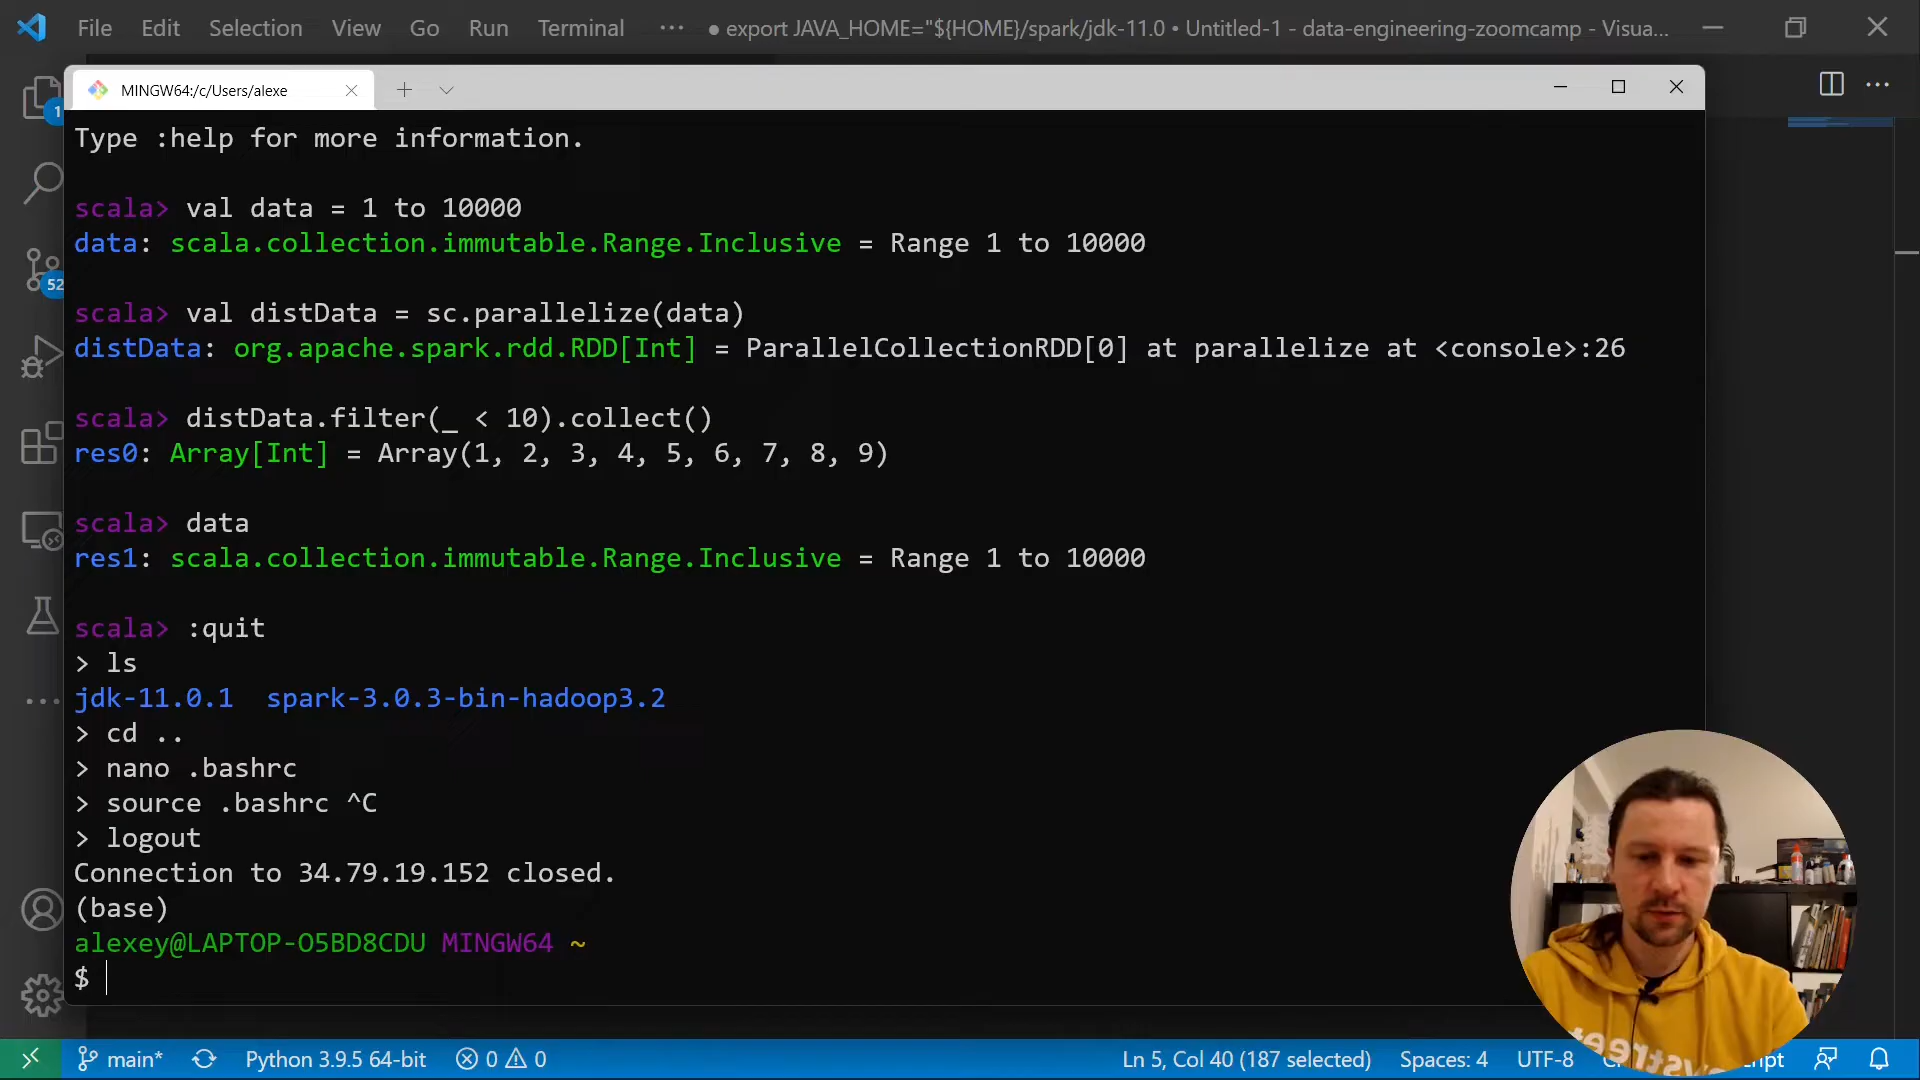 File Edit Selection View Go Run Terminal ··· ● export JAVA_HOME="${HOME}/spark/jdk-11.0 • Untitled-1 - data-engineering-zoomcamp - Visua...
MINGW64:/c/Users/alexe
1
52
Type :help for more information.
scala> val data = 1 to 10000
data: scala.collection.immutable.Range.Inclusive = Range 1 to 10000
scala> val distData = sc.parallelize(data)
distData: org.apache.spark.rdd.RDD[Int] = ParallelCollectionRDD[0] at parallelize at <console>:26
scala> distData.filter(_ < 10).collect()
res0: Array[Int] = Array(1, 2, 3, 4, 5, 6, 7, 8, 9)
scala> data
res1: scala.collection.immutable.Range.Inclusive = Range 1 to 10000
scala> :quit
> ls
jdk-11.0.1 spark-3.0.3-bin-hadoop3.2
> cd ..
> nano .bashrc
> source .bashrc ^C
> logout
Connection to 34.79.19.152 closed.
(base)
alexey@LAPTOP-O5BD8CDU MINGW64 ~
$
main* Python 3.9.5 64-bit 0 0 Ln 5, Col 40 (187 selected) Spaces: 4 UTF-8